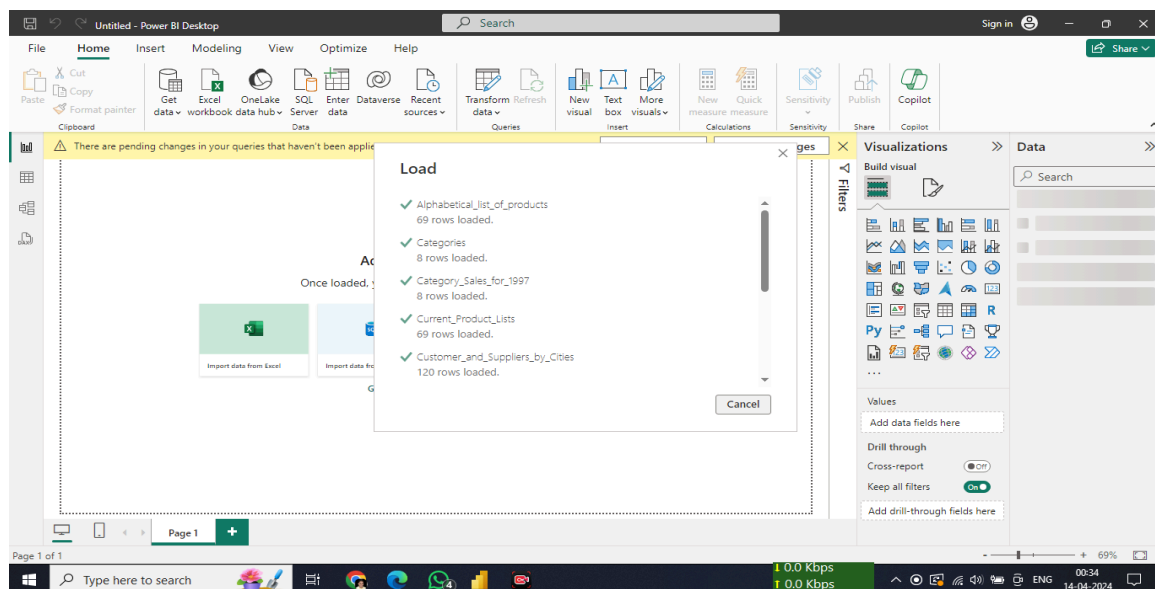 Untitled - Power BI Desktop
Search
Sign in
File Home Insert Modeling View Optimize Help
Share
Paste
Cut
Copy
Format painter
Get data
Excel workbook
OneLake data hub
SQL Server
Enter data
Dataverse
Recent sources
Transform data
Refresh
New visual
Text box
More visuals
New measure
Quick measure
Sensitivity
Publish
Copilot
Clipboard Data Queries Insert Calculations Sensitivity Share Copilot
There are pending changes in your queries that haven't been applie
ges
Load
Alphabetical_list_of_products
69 rows loaded.
Categories
8 rows loaded.
Category_Sales_for_1997
8 rows loaded.
Current_Product_Lists
69 rows loaded.
Customer_and_Suppliers_by_Cities
120 rows loaded.
Cancel
Once loaded,
Import data from Excel
Filters
Visualizations
Build visual
123
R
Py
...
Values
Add data fields here
Drill through
Cross-report
Off
Keep all filters
On
Add drill-through fields here
Data
Search
Page 1
Page 1 of 1
69%
Type here to search
4
0.0 Kbps
0.0 Kbps
ENG
00:34
14-04-2024